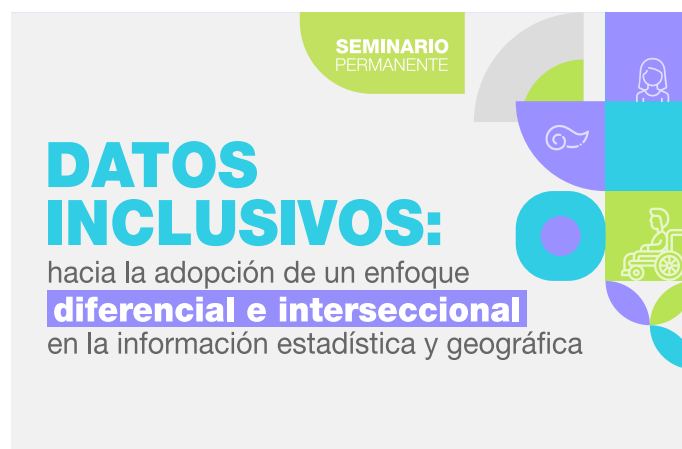 SEMINARIO
PERMANENTE
DATOS
INCLUSIVOS:
hacia la adopción de un enfoque
diferencial e interseccional
en la información estadística y geográfica